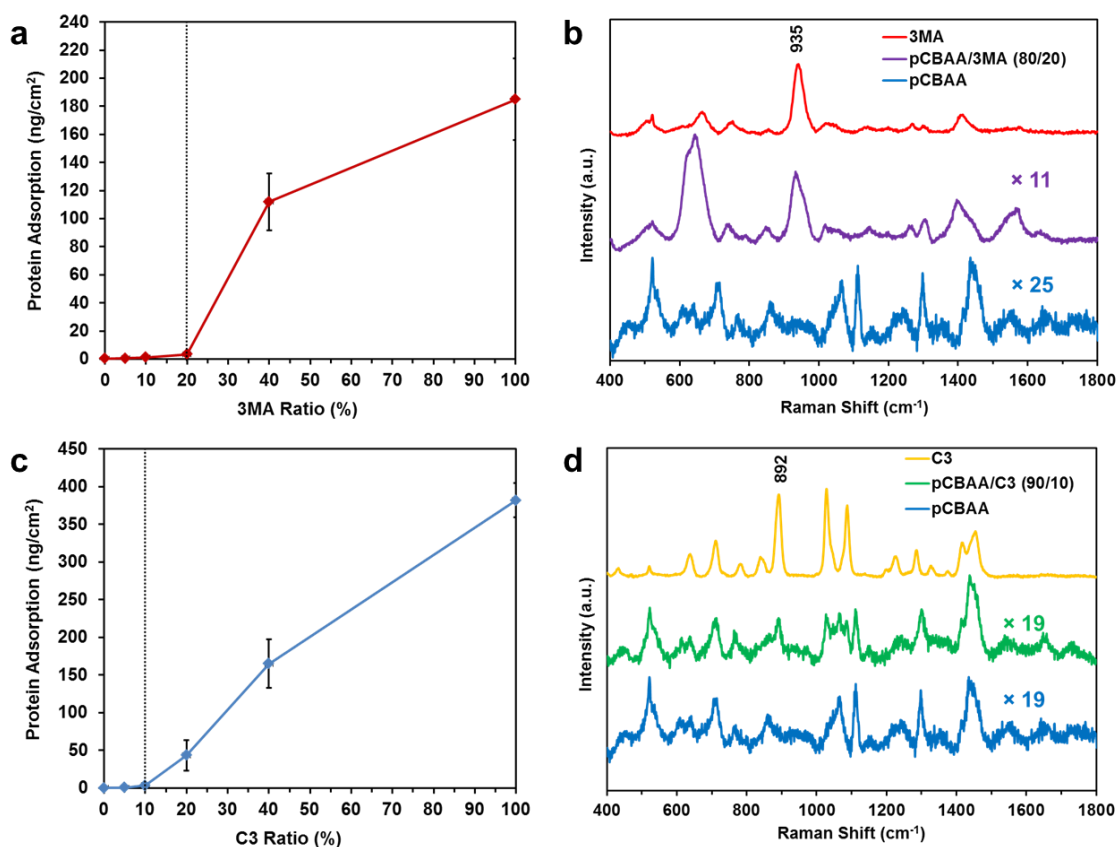 a
240
220
200
180
160
140
120
100
80
60
40
20
0
Protein Adsorption (ng/cm²)
0 10 20 30 40 50 60 70 80 90 100
3MA Ratio (%)
b
935
3MA
pCBAA/3MA (80/20)
pCBAA
× 11
× 25
Intensity (a.u.)
400 600 800 1000 1200 1400 1600 1800
Raman Shift (cm⁻¹)
c
450
400
350
300
250
200
150
100
50
0
Protein Adsorption (ng/cm²)
0 10 20 30 40 50 60 70 80 90 100
C3 Ratio (%)
d
892
C3
pCBAA/C3 (90/10)
pCBAA
× 19
× 19
Intensity (a.u.)
400 600 800 1000 1200 1400 1600 1800
Raman Shift (cm⁻¹)